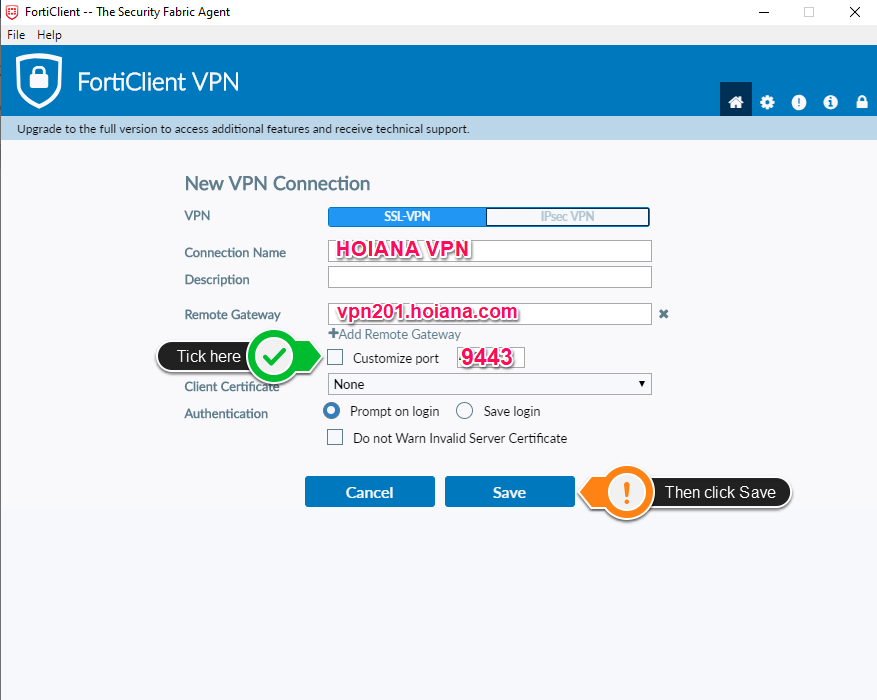 FortiClient -- The Security Fabric Agent
File Help
FortiClient VPN
Upgrade to the full version to access additional features and receive technical support.
New VPN Connection
VPN SSL-VPN IPsec VPN
Connection Name HOIANA VPN
Description
Remote Gateway vpn201.hoiana.com
+Add Remote Gateway
Tick here Customize port 9443
Client Certificate None
Authentication Prompt on login Save login
Do not Warn Invalid Server Certificate
Cancel Save Then click Save